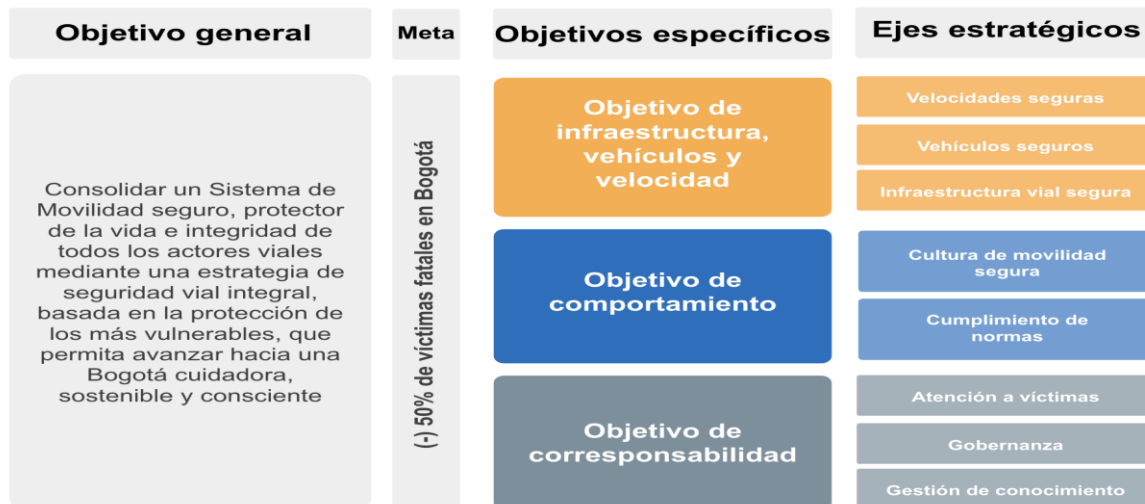 Objetivo general
Meta
Objetivos específicos
Ejes estratégicos
Consolidar un Sistema de
Movilidad seguro, protector
de la vida e integridad de
todos los actores viales
mediante una estrategia de
seguridad vial integral,
basada en la protección de
los más vulnerables, que
permita avanzar hacia una
Bogotá cuidadora,
sostenible y consciente
(-) 50% de víctimas fatales en Bogotá
Objetivo de
infraestructura,
vehículos y
velocidad
Velocidades seguras
Vehículos seguros
Infraestructura vial segura
Objetivo de
comportamiento
Cultura de movilidad
segura
Cumplimiento de
normas
Objetivo de
corresponsabilidad
Atención a víctimas
Gobernanza
Gestión de conocimiento